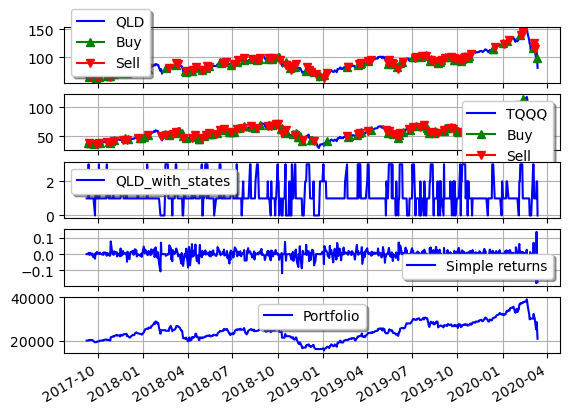 150
QLD
Buy
Sell
100
100
50
TQQQ
Buy
Sell
2
0
QLD_with_states
0.1
0.0
−0.1
Simple returns
40000
20000
Portfolio
2017-10 2018-01 2018-04 2018-07 2018-10 2019-01 2019-04 2019-07 2019-10 2020-01 2020-04